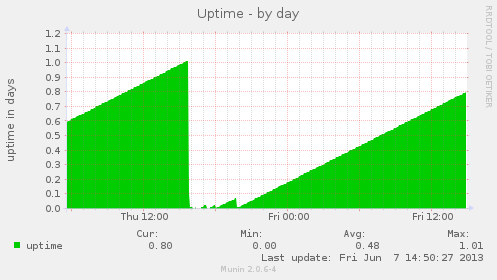 Uptime - by day
RRDTOOL / TOBI OETIKER
uptime in days
1.2
1.1
1.0
0.9
0.8
0.7
0.6
0.5
0.4
0.3
0.2
0.1
0.0
Thu 12:00 Fri 00:00 Fri 12:00
Cur: Min: Avg: Max:
uptime 0.80 0.00 0.48 1.01
Last update: Fri Jun 7 14:50:27 2013
Munin 2.0.6-4